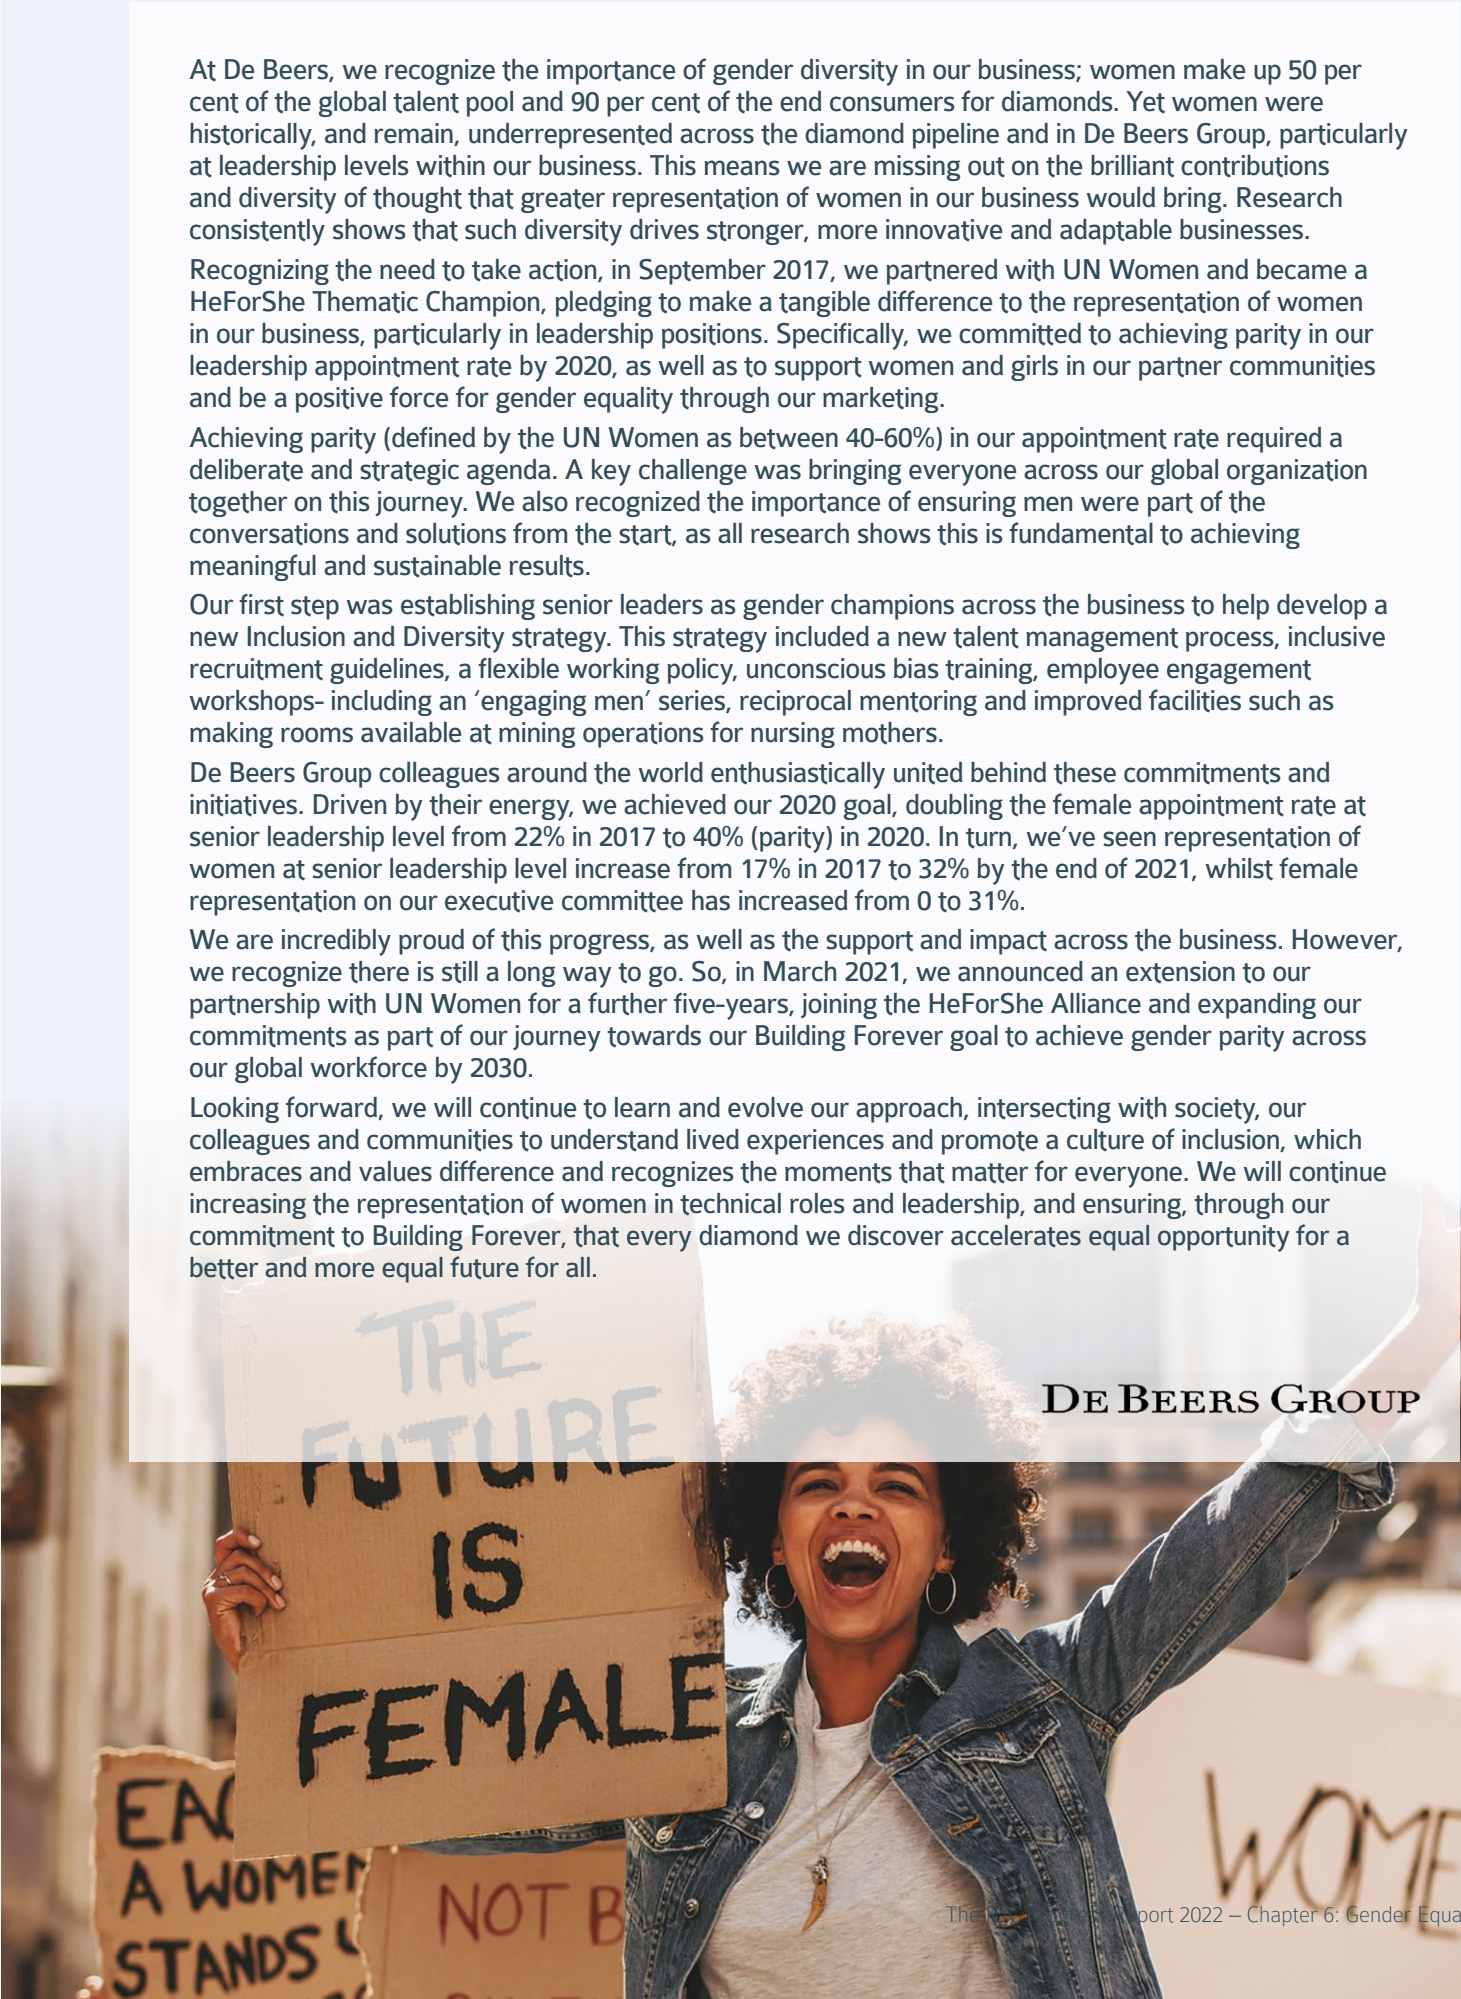 At De Beers, we recognize the importance of gender diversity in our business; women make up 50 per
cent of the global talent pool and 90 per cent of the end consumers for diamonds. Yet women were
historically, and remain, underrepresented across the diamond pipeline and in De Beers Group, particularly
at leadership levels within our business. This means we are missing out on the brilliant contributions
and diversity of thought that greater representation of women in our business would bring. Research
consistently shows that such diversity drives stronger, more innovative and adaptable businesses.
Recognizing the need to take action, in September 2017, we partnered with UN Women and became a
HeForShe Thematic Champion, pledging to make a tangible difference to the representation of women
in our business, particularly in leadership positions. Specifically, we committed to achieving parity in our
leadership appointment rate by 2020, as well as to support women and girls in our partner communities
and be a positive force for gender equality through our marketing.
Achieving parity (defined by the UN Women as between 40-60%) in our appointment rate required a
deliberate and strategic agenda. A key challenge was bringing everyone across our global organization
together on this journey. We also recognized the importance of ensuring men were part of the
conversations and solutions from the start, as all research shows this is fundamental to achieving
meaningful and sustainable results.
Our first step was establishing senior leaders as gender champions across the business to help develop a
new Inclusion and Diversity strategy. This strategy included a new talent management process, inclusive
recruitment guidelines, a flexible working policy, unconscious bias training, employee engagement
workshops- including an ‘engaging men’ series, reciprocal mentoring and improved facilities such as
making rooms available at mining operations for nursing mothers.
De Beers Group colleagues around the world enthusiastically united behind these commitments and
initiatives. Driven by their energy, we achieved our 2020 goal, doubling the female appointment rate at
senior leadership level from 22% in 2017 to 40% (parity) in 2020. In turn, we’ve seen representation of
women at senior leadership level increase from 17% in 2017 to 32% by the end of 2021, whilst female
representation on our executive committee has increased from 0 to 31%.
We are incredibly proud of this progress, as well as the support and impact across the business. However,
we recognize there is still a long way to go. So, in March 2021, we announced an extension to our
partnership with UN Women for a further five-years, joining the HeForShe Alliance and expanding our
commitments as part of our journey towards our Building Forever goal to achieve gender parity across
our global workforce by 2030.
Looking forward, we will continue to learn and evolve our approach, intersecting with society, our
colleagues and communities to understand lived experiences and promote a culture of inclusion, which
embraces and values difference and recognizes the moments that matter for everyone. We will continue
increasing the representation of women in technical roles and leadership, and ensuring, through our
commitment to Building Forever, that every diamond we discover accelerates equal opportunity for a
better and more equal future for all.
DE BEERS GROUP
THE
FUTURE
IS
FEMALE
EAC
A WOMEN
STANDS
NOT B
WOME
The
port 2022 – Chapter 6: Gender Equa